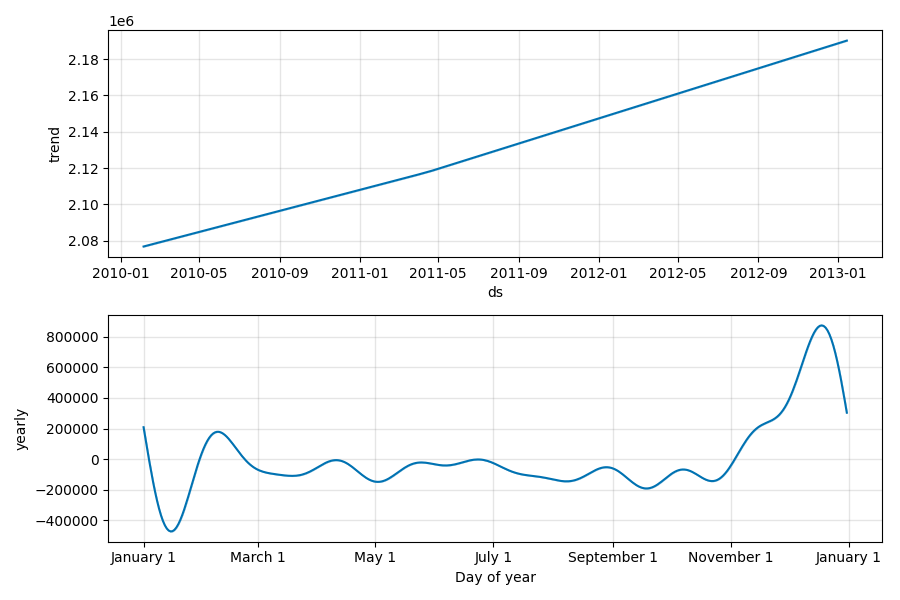 1e6
2.18
2.16
2.14
2.12
2.10
2.08
trend
2010-01 2010-05 2010-09 2011-01 2011-05 2011-09 2012-01 2012-05 2012-09 2013-01
ds
800000
600000
400000
200000
0
−200000
−400000
yearly
January 1 March 1 May 1 July 1 September 1 November 1 January 1
Day of year